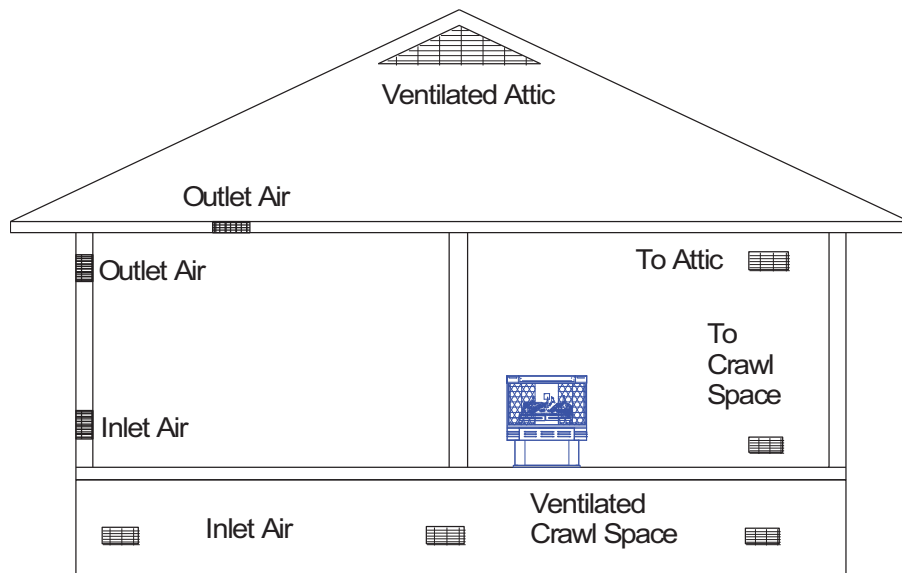 Ventilated Attic
Outlet Air
Outlet Air
To Attic
To
Crawl
Space
Inlet Air
Inlet Air
Ventilated
Crawl Space